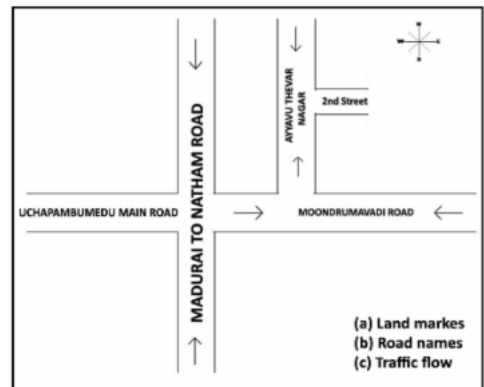 N
W
E
S
AYYAVU THEVAR
NAGAR
2nd Street
MADURAI TO NATHAM ROAD
UCHAPAMBUMEDU MAIN ROAD
MOONDRUMAVADI ROAD
(a) Land markes
(b) Road names
(c) Traffic flow